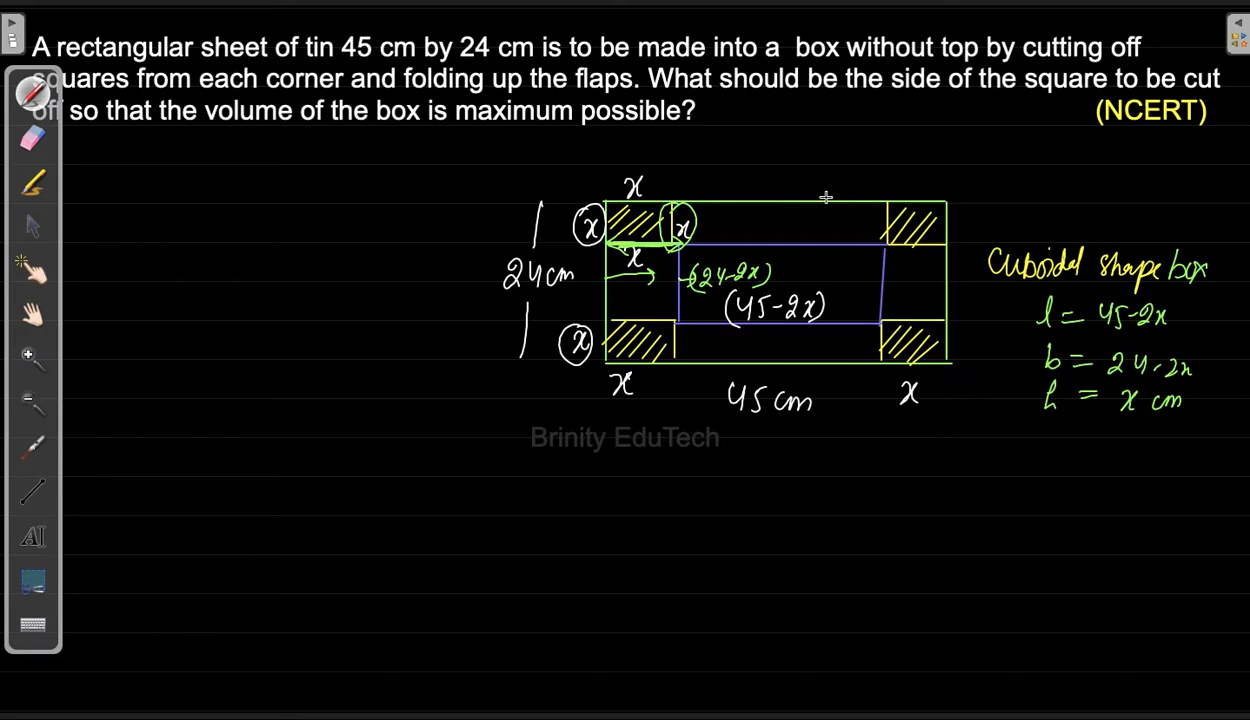 A rectangular sheet of tin 45 cm by 24 cm is to be made into a box without top by cutting off
squares from each corner and folding up the flaps. What should be the side of the square to be cut
off so that the volume of the box is maximum possible? (NCERT)
x
x x
x
24cm (24-2x)
(45-2x)
x
x 45 cm x
Cuboidal shape box
l = 45-2x
b = 24-2x
h = x cm
Brinity EduTech
AI